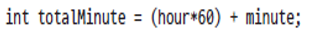 int totalMinute = (hour*60) + minute;